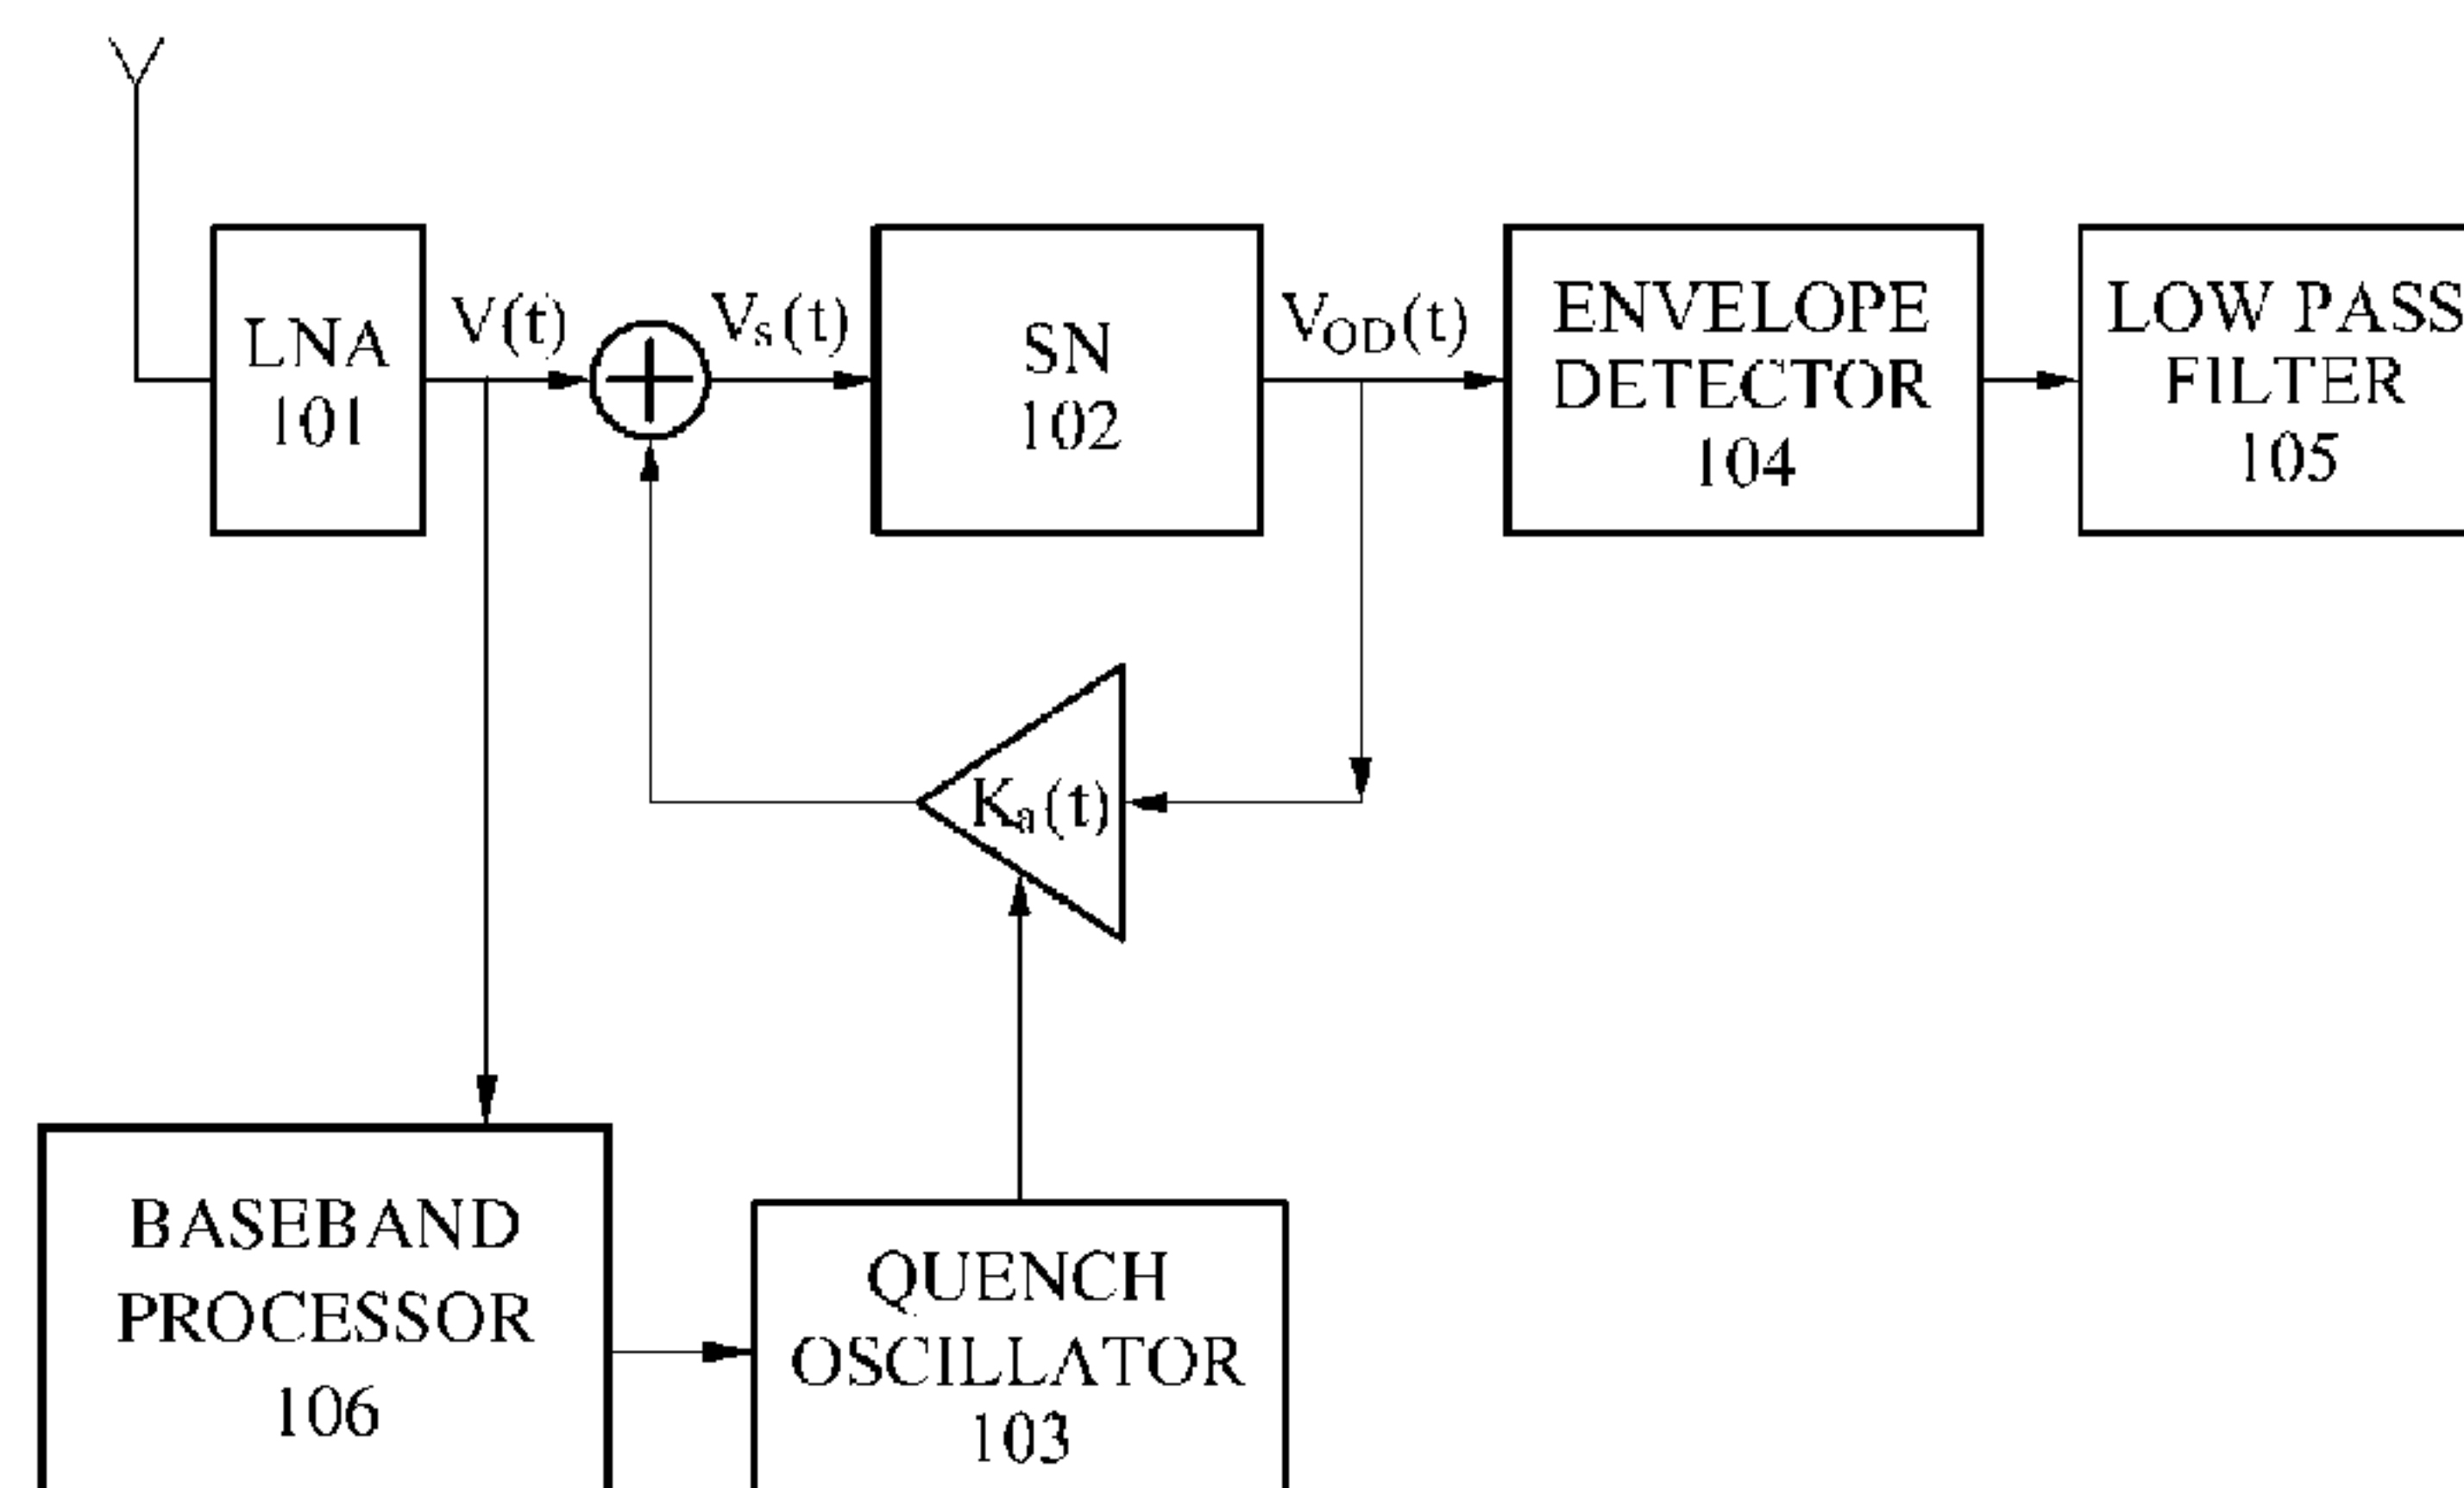 LNA
101
V(t)
Vₛ(t)
SN
102
V_OD(t)
ENVELOPE
DETECTOR
104
LOW PASS
FILTER
105
Kₐ(t)
BASEBAND
PROCESSOR
106
QUENCH
OSCILLATOR
103